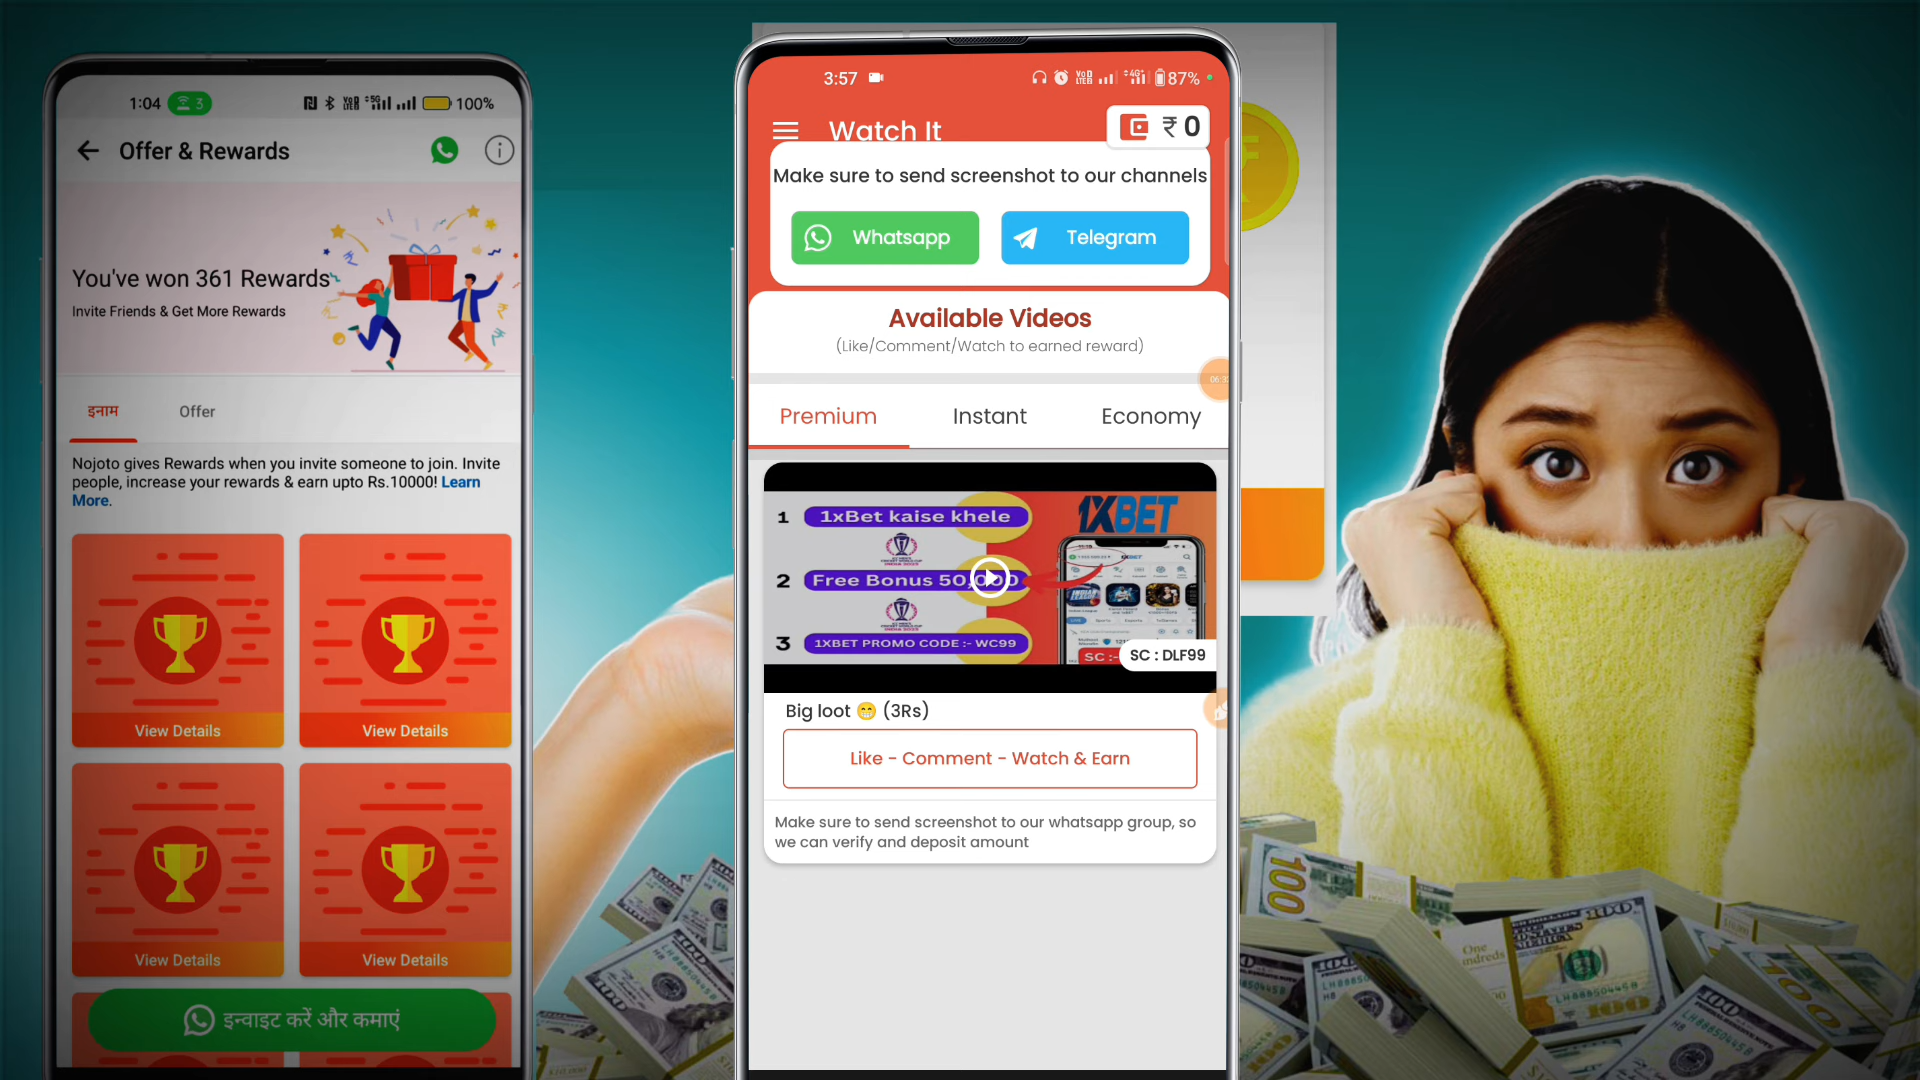 1:04
3
100%
Offer & Rewards
You've won 361 Rewards
Invite Friends & Get More Rewards
इनाम
Offer
Nojoto gives Rewards when you invite someone to join. Invite
people, increase your rewards & earn upto Rs.10000! Learn
More.
View Details
View Details
View Details
View Details
इन्वाइट करें और कमाएं
3:57
87%
Watch It
₹ 0
Make sure to send screenshot to our channels
Whatsapp
Telegram
Available Videos
(Like/Comment/Watch to earned reward)
Premium
Instant
Economy
1 1xBet kaise khele
1XBET
2 Free Bonus 50,000
3 1XBET PROMO CODE :- WC99
SC :-
SC : DLF99
Big loot 😁 (3Rs)
Like - Comment - Watch & Earn
Make sure to send screenshot to our whatsapp group, so
we can verify and deposit amount